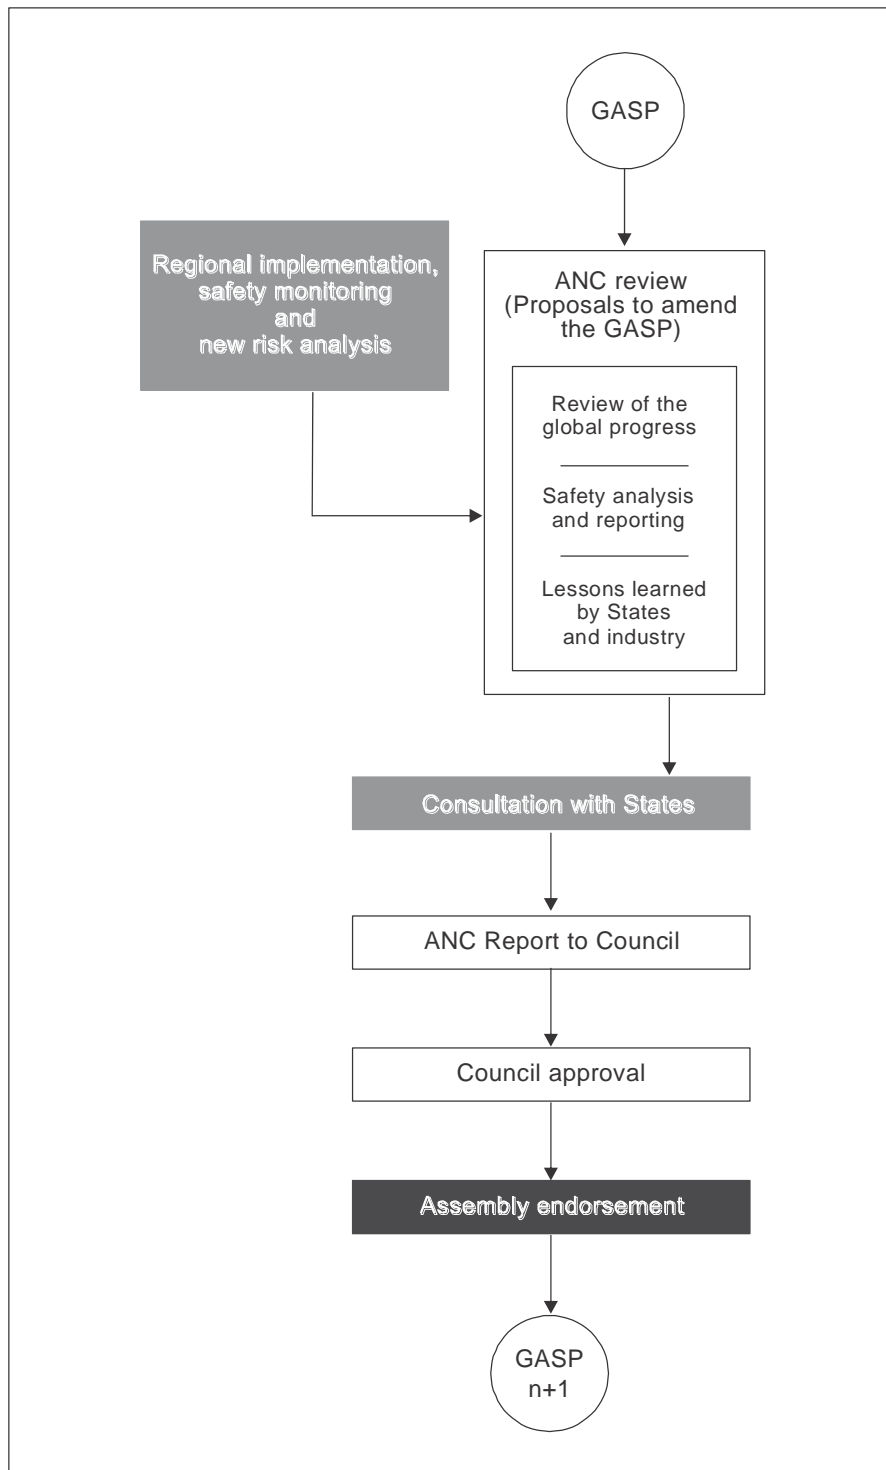 GASP
Regional implementation,
safety monitoring
and
new risk analysis
ANC review
(Proposals to amend
the GASP)
Review of the
global progress
Safety analysis
and reporting
Lessons learned
by States
and industry
Consultation with States
ANC Report to Council
Council approval
Assembly endorsement
GASP
n+1